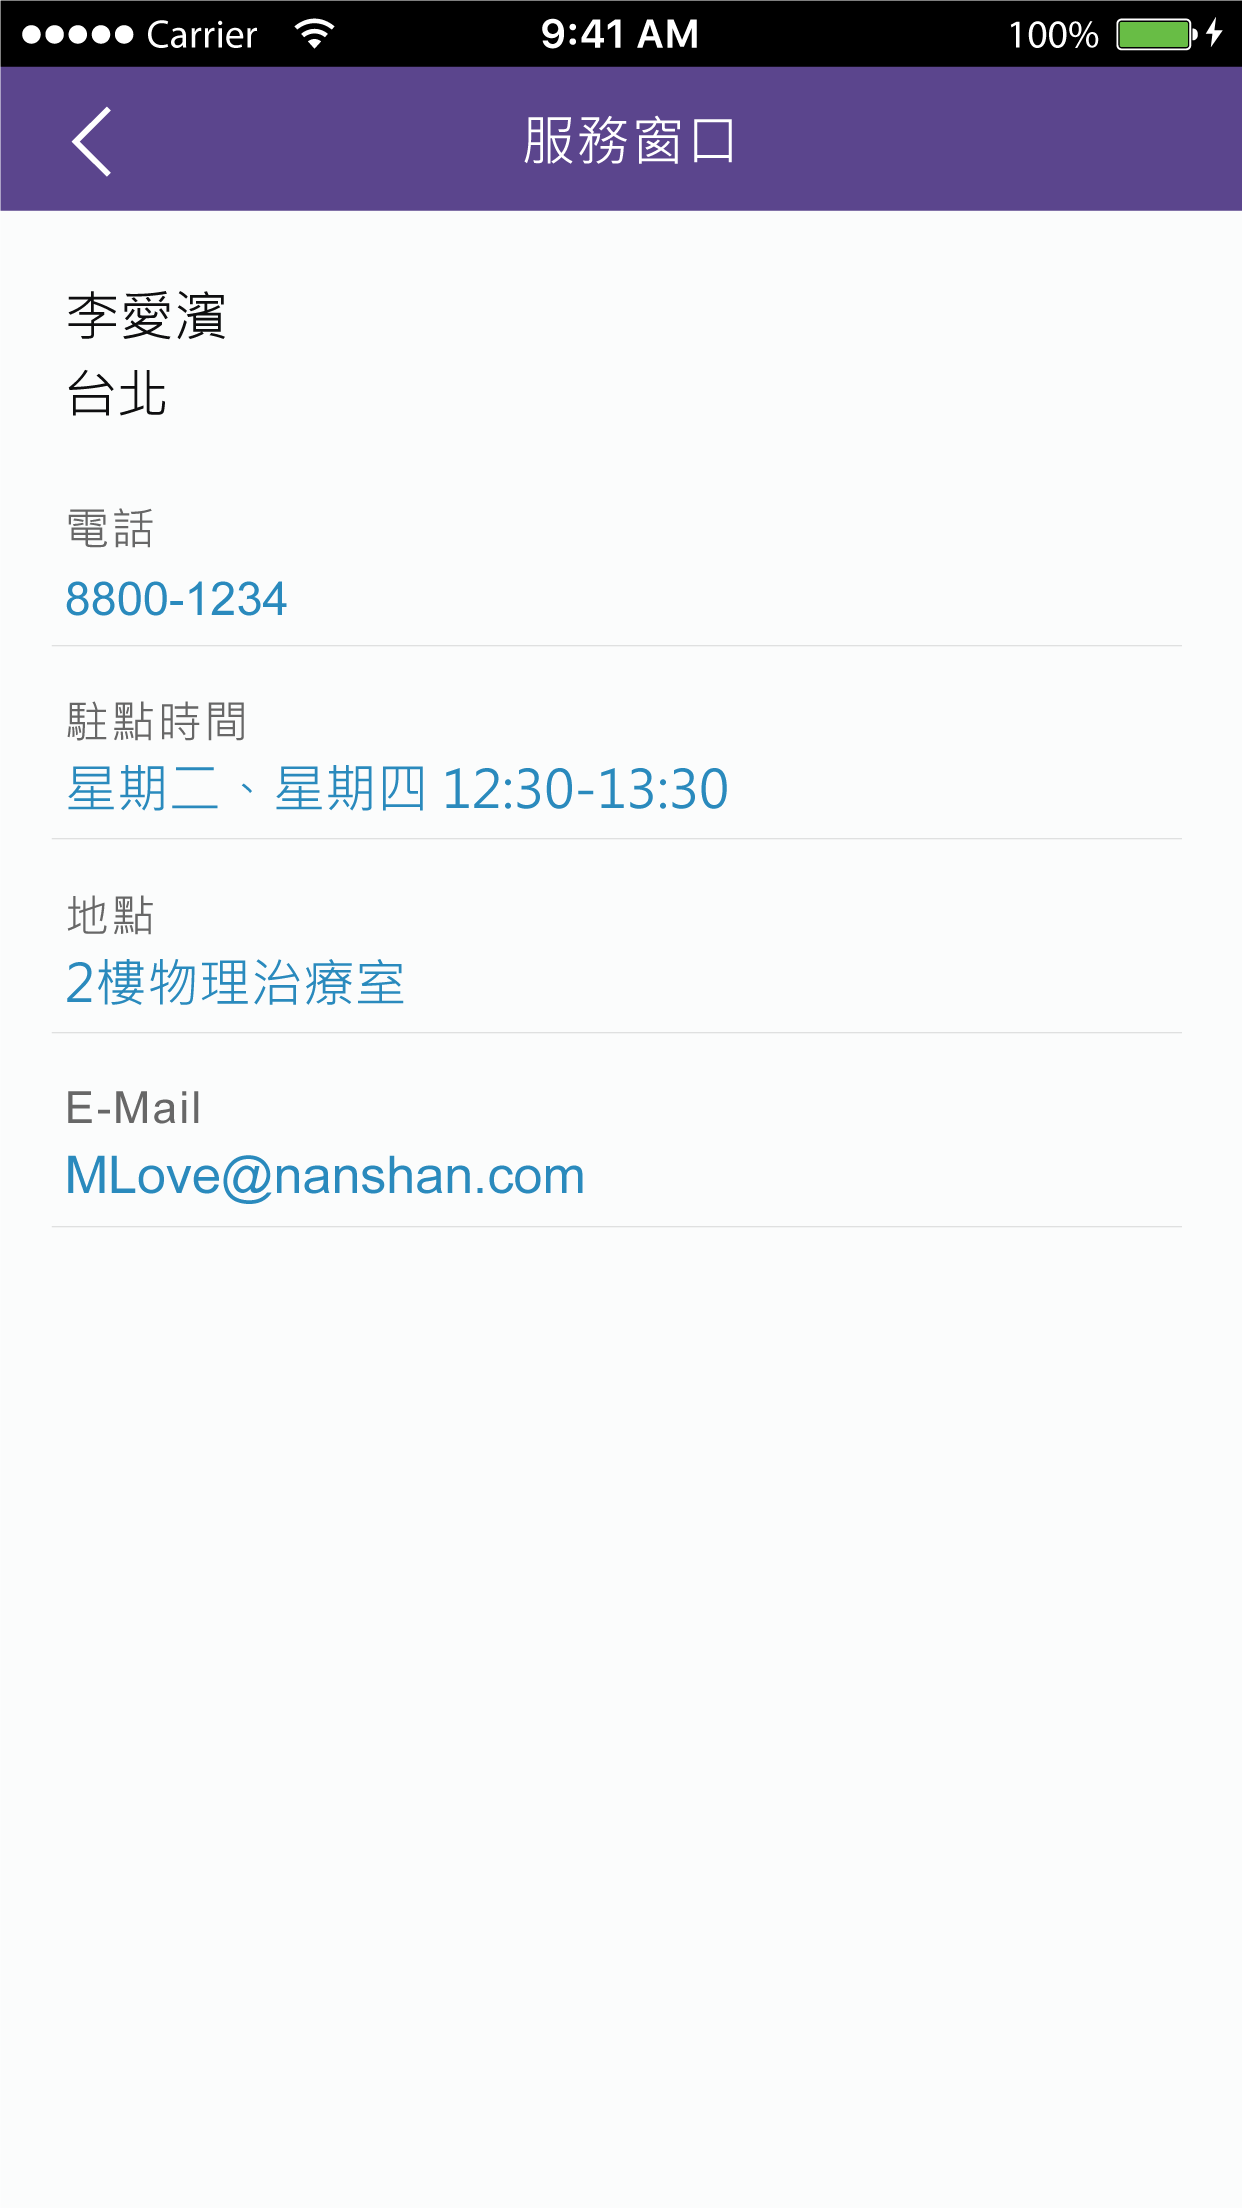 Carrier 9:41 AM 100%
服務窗口
李愛濱
台北
電話
8800-1234
駐點時間
星期二、星期四 12:30-13:30
地點
2樓物理治療室
E-Mail
MLove@nanshan.com